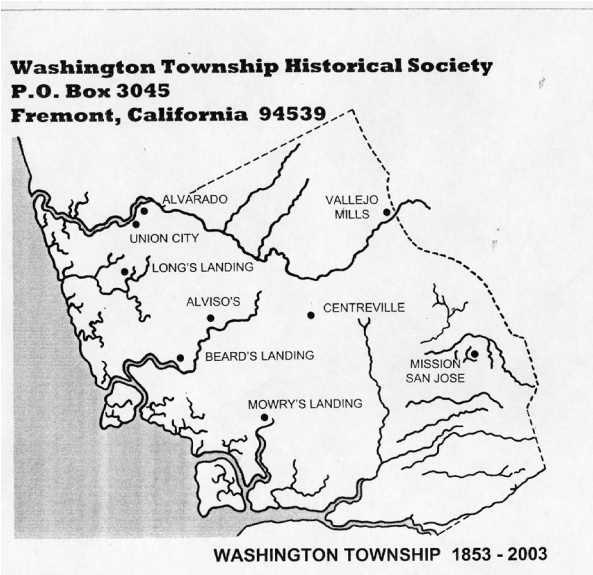 Washington Township Historical Society
P.O. Box 3045
Fremont, California 94539
ALVARADO
UNION CITY
VALLEJO
MILLS
LONG'S LANDING
ALVISO'S
CENTREVILLE
BEARD'S LANDING
MISSION
SAN JOSE
MOWRY'S LANDING
WASHINGTON TOWNSHIP 1853 - 2003